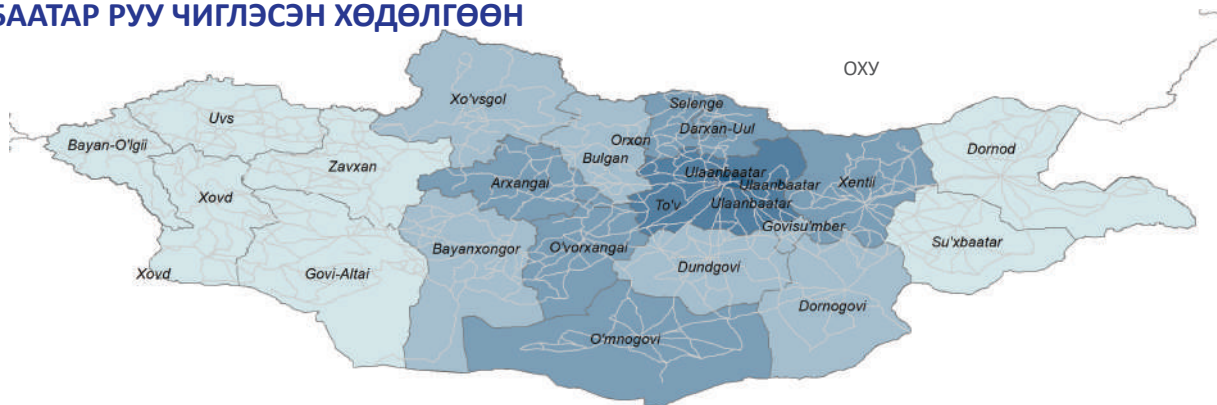 БААТАР РУУ ЧИГЛЭСЭН ХӨДӨЛГӨӨН
ОХУ
Xo'vsgol
Selenge
Uvs
Darxan-Uul
Orxon
Bayan-O'lgii
Dornod
Bulgan
Zavxan
Ulaanbaatar
Arxangai
Ulaanbaatar
Xentii
Xovd
To'v
Ulaanbaatar
Govisu'mber
Su'xbaatar
Bayanxongor
O'vorxangai
Dundgovi
Xovd
Govi-Altai
Dornogovi
O'mnogovi